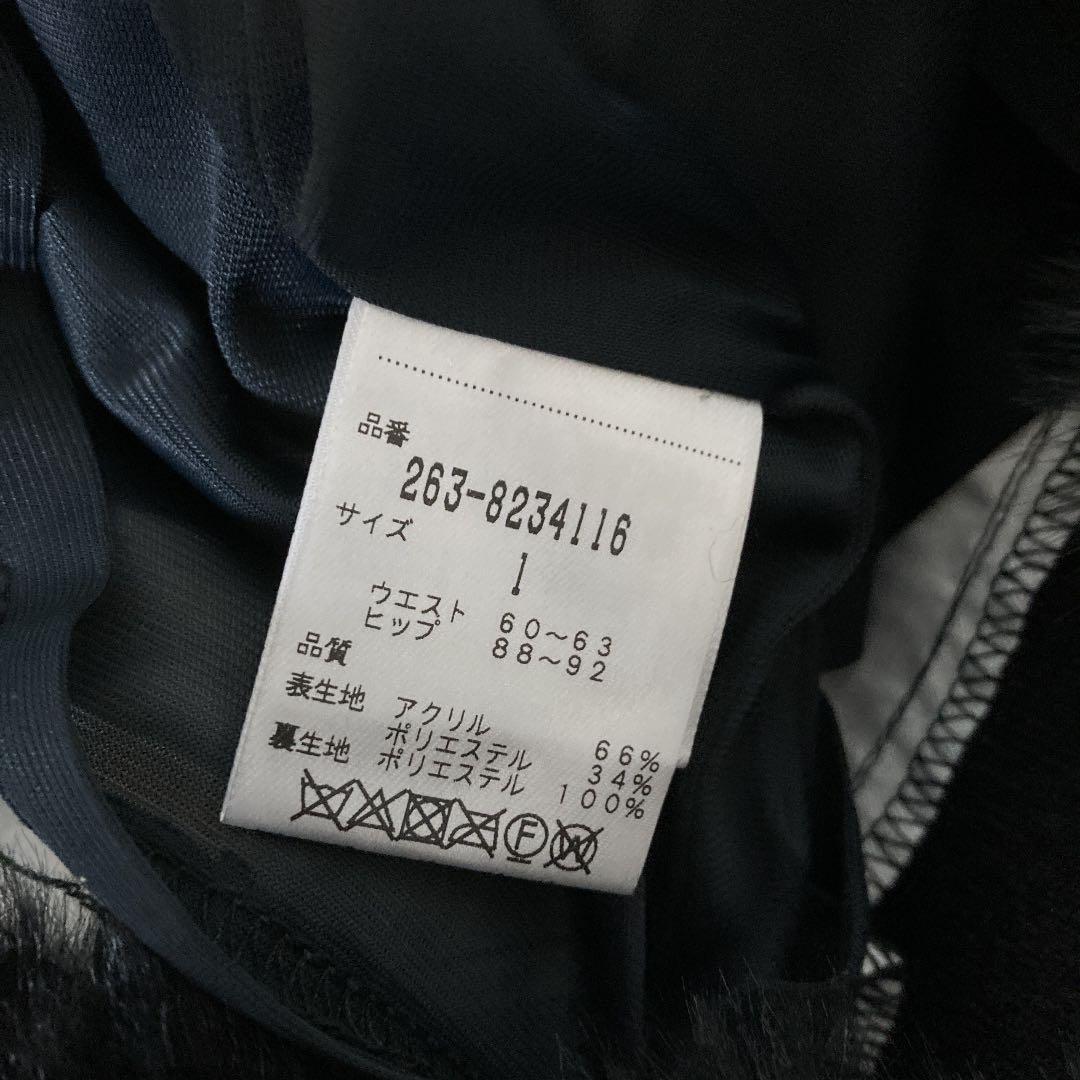 品番
263-8234116
サイズ
1
ウエスト 60～63
ヒップ 88～92
品質
表生地 アクリル 66%
ポリエステル 34%
裏生地 ポリエステル 100%
F W